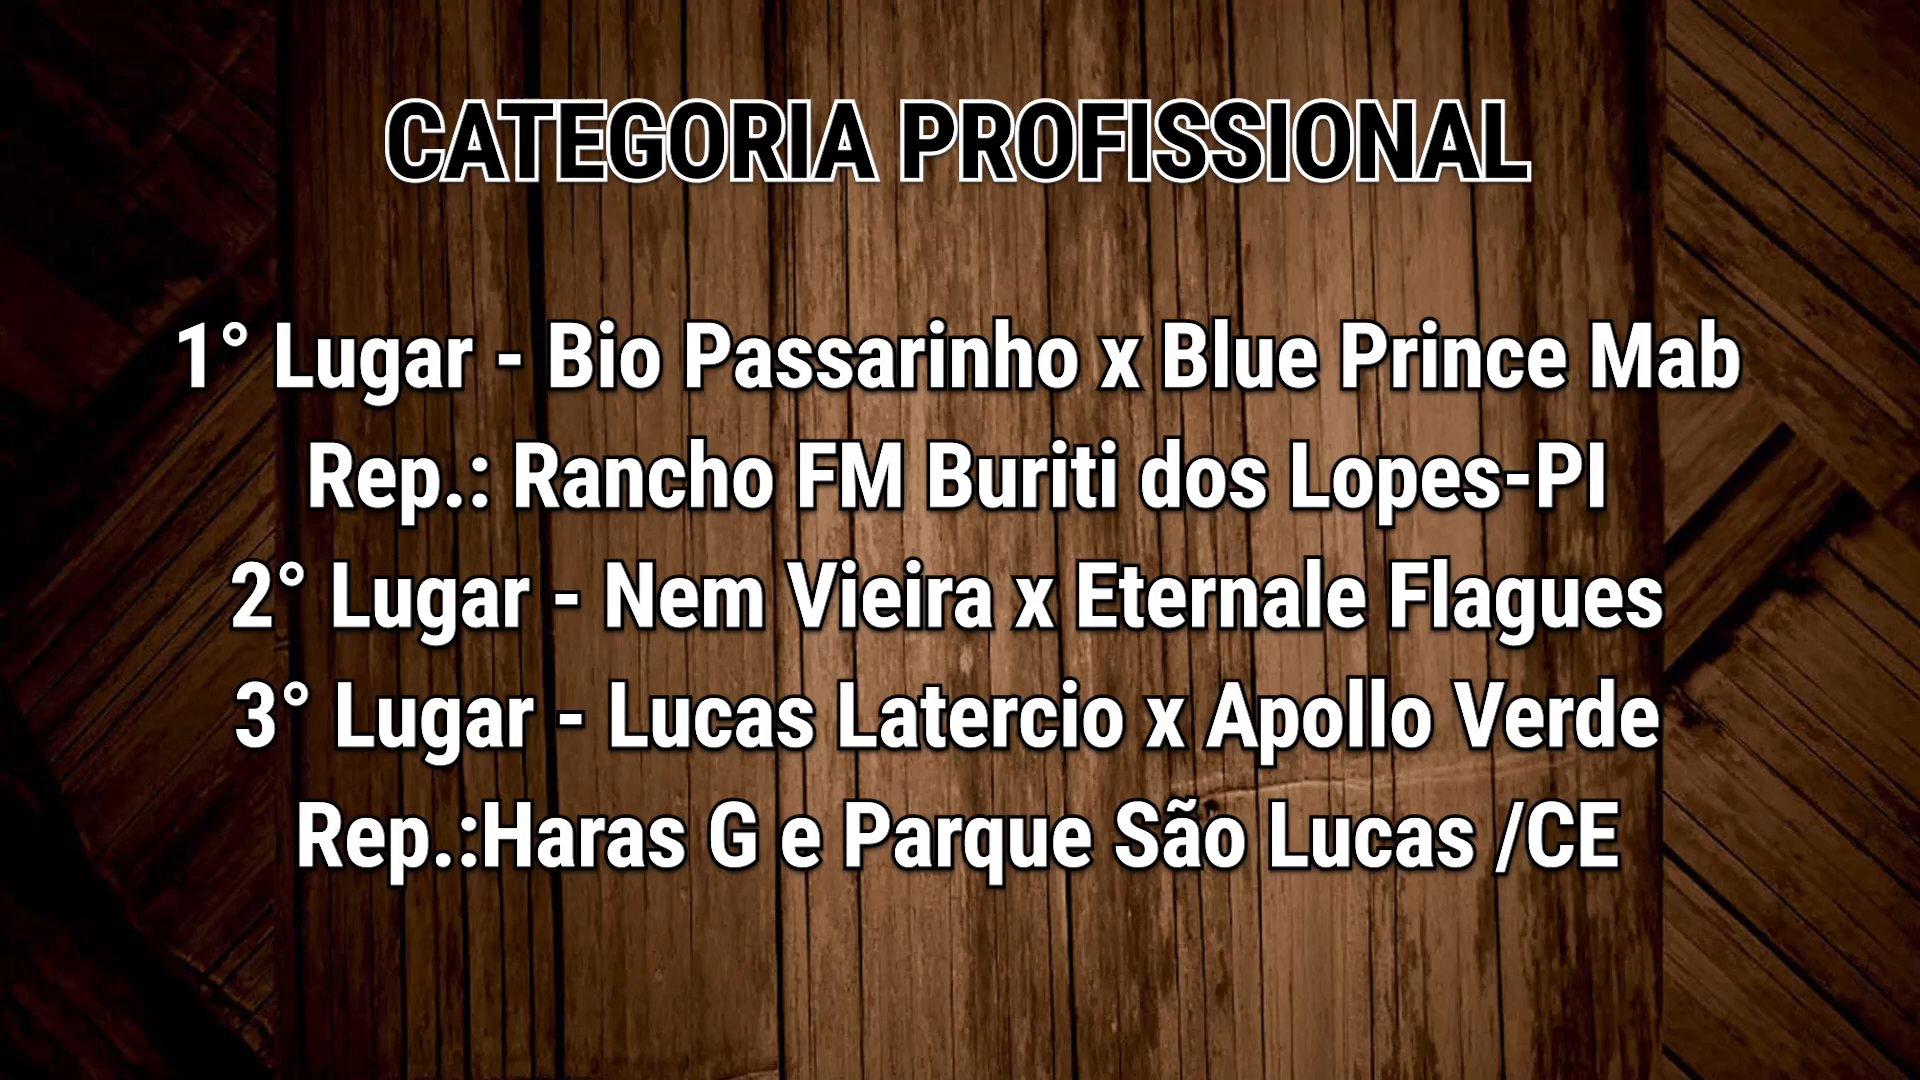 CATEGORIA PROFISSIONAL
1° Lugar - Bio Passarinho x Blue Prince Mab
Rep.: Rancho FM Buriti dos Lopes-PI
2° Lugar - Nem Vieira x Eternale Flagues
3° Lugar - Lucas Latercio x Apollo Verde
Rep.:Haras G e Parque São Lucas /CE